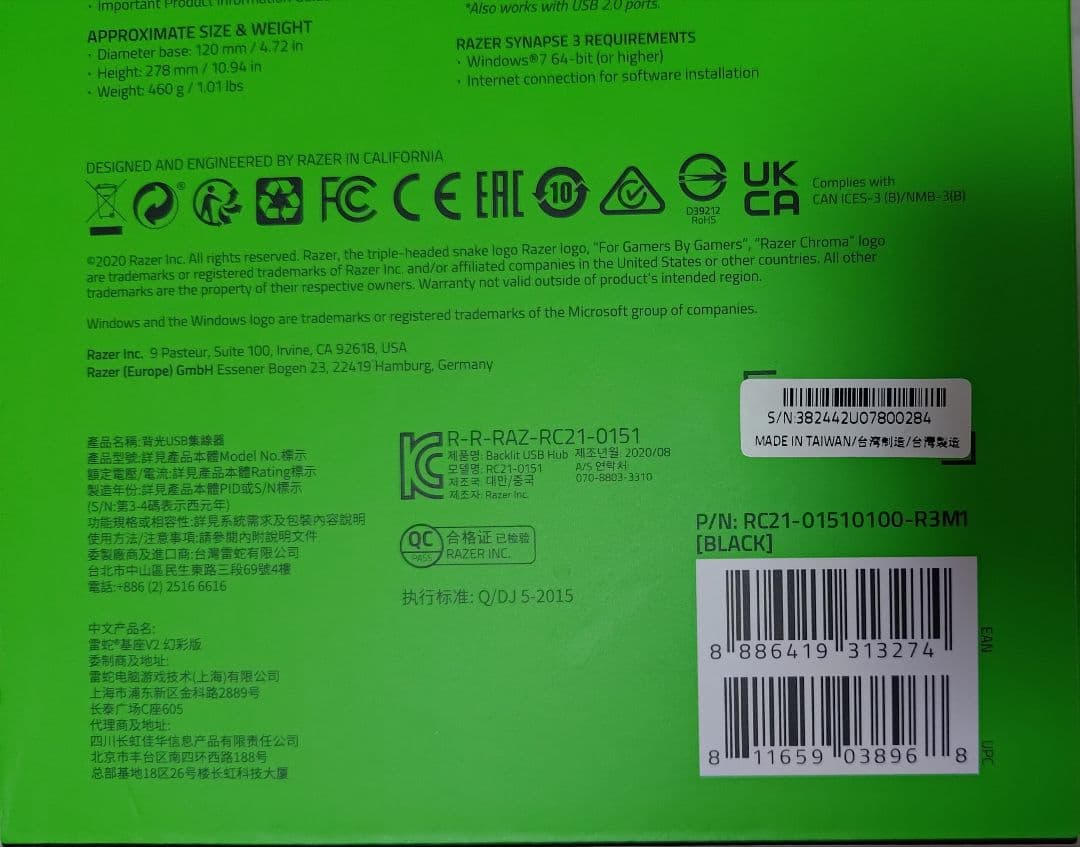 · Important Product Information Guide
*Also works with USB 2.0 ports.
APPROXIMATE SIZE & WEIGHT
· Diameter base: 120 mm / 4.72 in
· Height: 278 mm / 10.94 in
· Weight: 460 g / 1.01 lbs
RAZER SYNAPSE 3 REQUIREMENTS
· Windows®7 64-bit (or higher)
· Internet connection for software installation
DESIGNED AND ENGINEERED BY RAZER IN CALIFORNIA
®
FC CE EAC 10
D39212
RoHS
UK
CA
Complies with
CAN ICES-3 (B)/NMB-3(B)
©2020 Razer Inc. All rights reserved. Razer, the triple-headed snake logo Razer logo, "For Gamers By Gamers", "Razer Chroma" logo
are trademarks or registered trademarks of Razer Inc. and/or affiliated companies in the United States or other countries. All other
trademarks are the property of their respective owners. Warranty not valid outside of product's intended region.
Windows and the Windows logo are trademarks or registered trademarks of the Microsoft group of companies.
Razer Inc. 9 Pasteur, Suite 100, Irvine, CA 92618, USA
Razer (Europe) GmbH Essener Bogen 23, 22419 Hamburg, Germany
S/N:382442U07800284
MADE IN TAIWAN/台湾制造/台灣製造
產品名稱:背光USB集線器
產品型號:詳見產品本體Model No.標示
額定電壓/電流:詳見產品本體Rating標示
製造年份:詳見產品本體PID或S/N標示
(S/N:第3-4碼表示西元年)
功能規格或相容性:詳見系統需求及包裝內容說明
使用方法/注意事項:請參閱內附說明文件
委製廠商及進口商:台灣雷蛇有限公司
台北市中山區民生東路三段69號4樓
電話:+886 (2) 2516 6616
R-R-RAZ-RC21-0151
제품명: Backlit USB Hub 제조년월: 2020/08
모델명: RC21-0151 A/S 연락처:
제조국: 대만/중국 070-8803-3310
제조자: Razer Inc.
QC
PASS
合格证 已检验
RAZER INC.
执行标准: Q/DJ 5-2015
中文产品名:
雷蛇®基座V2 幻彩版
委制商及地址:
雷蛇电脑游戏技术(上海)有限公司
上海市浦东新区金科路2889号
长泰广场C座605
代理商及地址:
四川长虹佳华信息产品有限责任公司
北京市丰台区南四环西路188号
总部基地18区26号楼长虹科技大厦
P/N: RC21-01510100-R3M1
[BLACK]
8 886419 313274
EAN
8 11659 03896 8
UPC